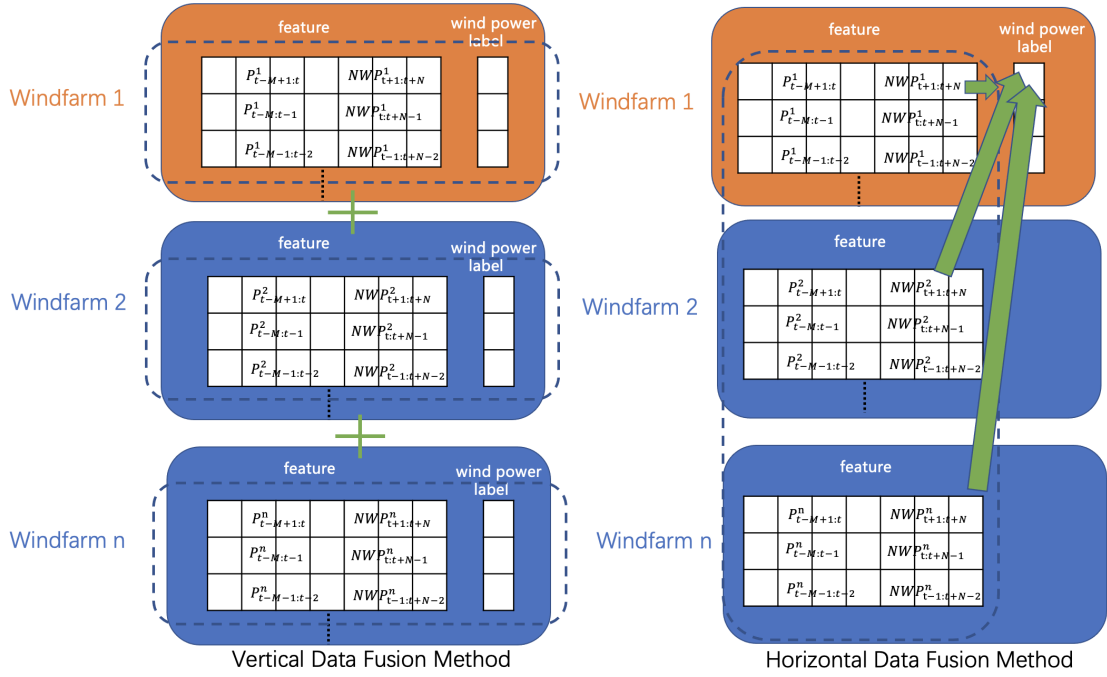 feature
wind power
label
Windfarm 1
P^1_{t−M+1:t} NWP^1_{t+1:t+N}
P^1_{t−M:t−1} NWP^1_{t:t+N−1}
P^1_{t−M−1:t−2} NWP^1_{t−1:t+N−2}
feature
wind power
label
Windfarm 2
P^2_{t−M+1:t} NWP^2_{t+1:t+N}
P^2_{t−M:t−1} NWP^2_{t:t+N−1}
P^2_{t−M−1:t−2} NWP^2_{t−1:t+N−2}
feature
wind power
label
Windfarm n
P^n_{t−M+1:t} NWP^n_{t+1:t+N}
P^n_{t−M:t−1} NWP^n_{t:t+N−1}
P^n_{t−M−1:t−2} NWP^n_{t−1:t+N−2}
Vertical Data Fusion Method
feature
wind power
label
Windfarm 1
P^1_{t−M+1:t} NWP^1_{t+1:t+N}
P^1_{t−M:t−1} NWP^1_{t:t+N−1}
P^1_{t−M−1:t−2} NWP^1_{t−1:t+N−2}
feature
Windfarm 2
P^2_{t−M+1:t} NWP^2_{t+1:t+N}
P^2_{t−M:t−1} NWP^2_{t:t+N−1}
P^2_{t−M−1:t−2} NWP^2_{t−1:t+N−2}
feature
Windfarm n
P^n_{t−M+1:t} NWP^n_{t+1:t+N}
P^n_{t−M:t−1} NWP^n_{t:t+N−1}
P^n_{t−M−1:t−2} NWP^n_{t−1:t+N−2}
Horizontal Data Fusion Method